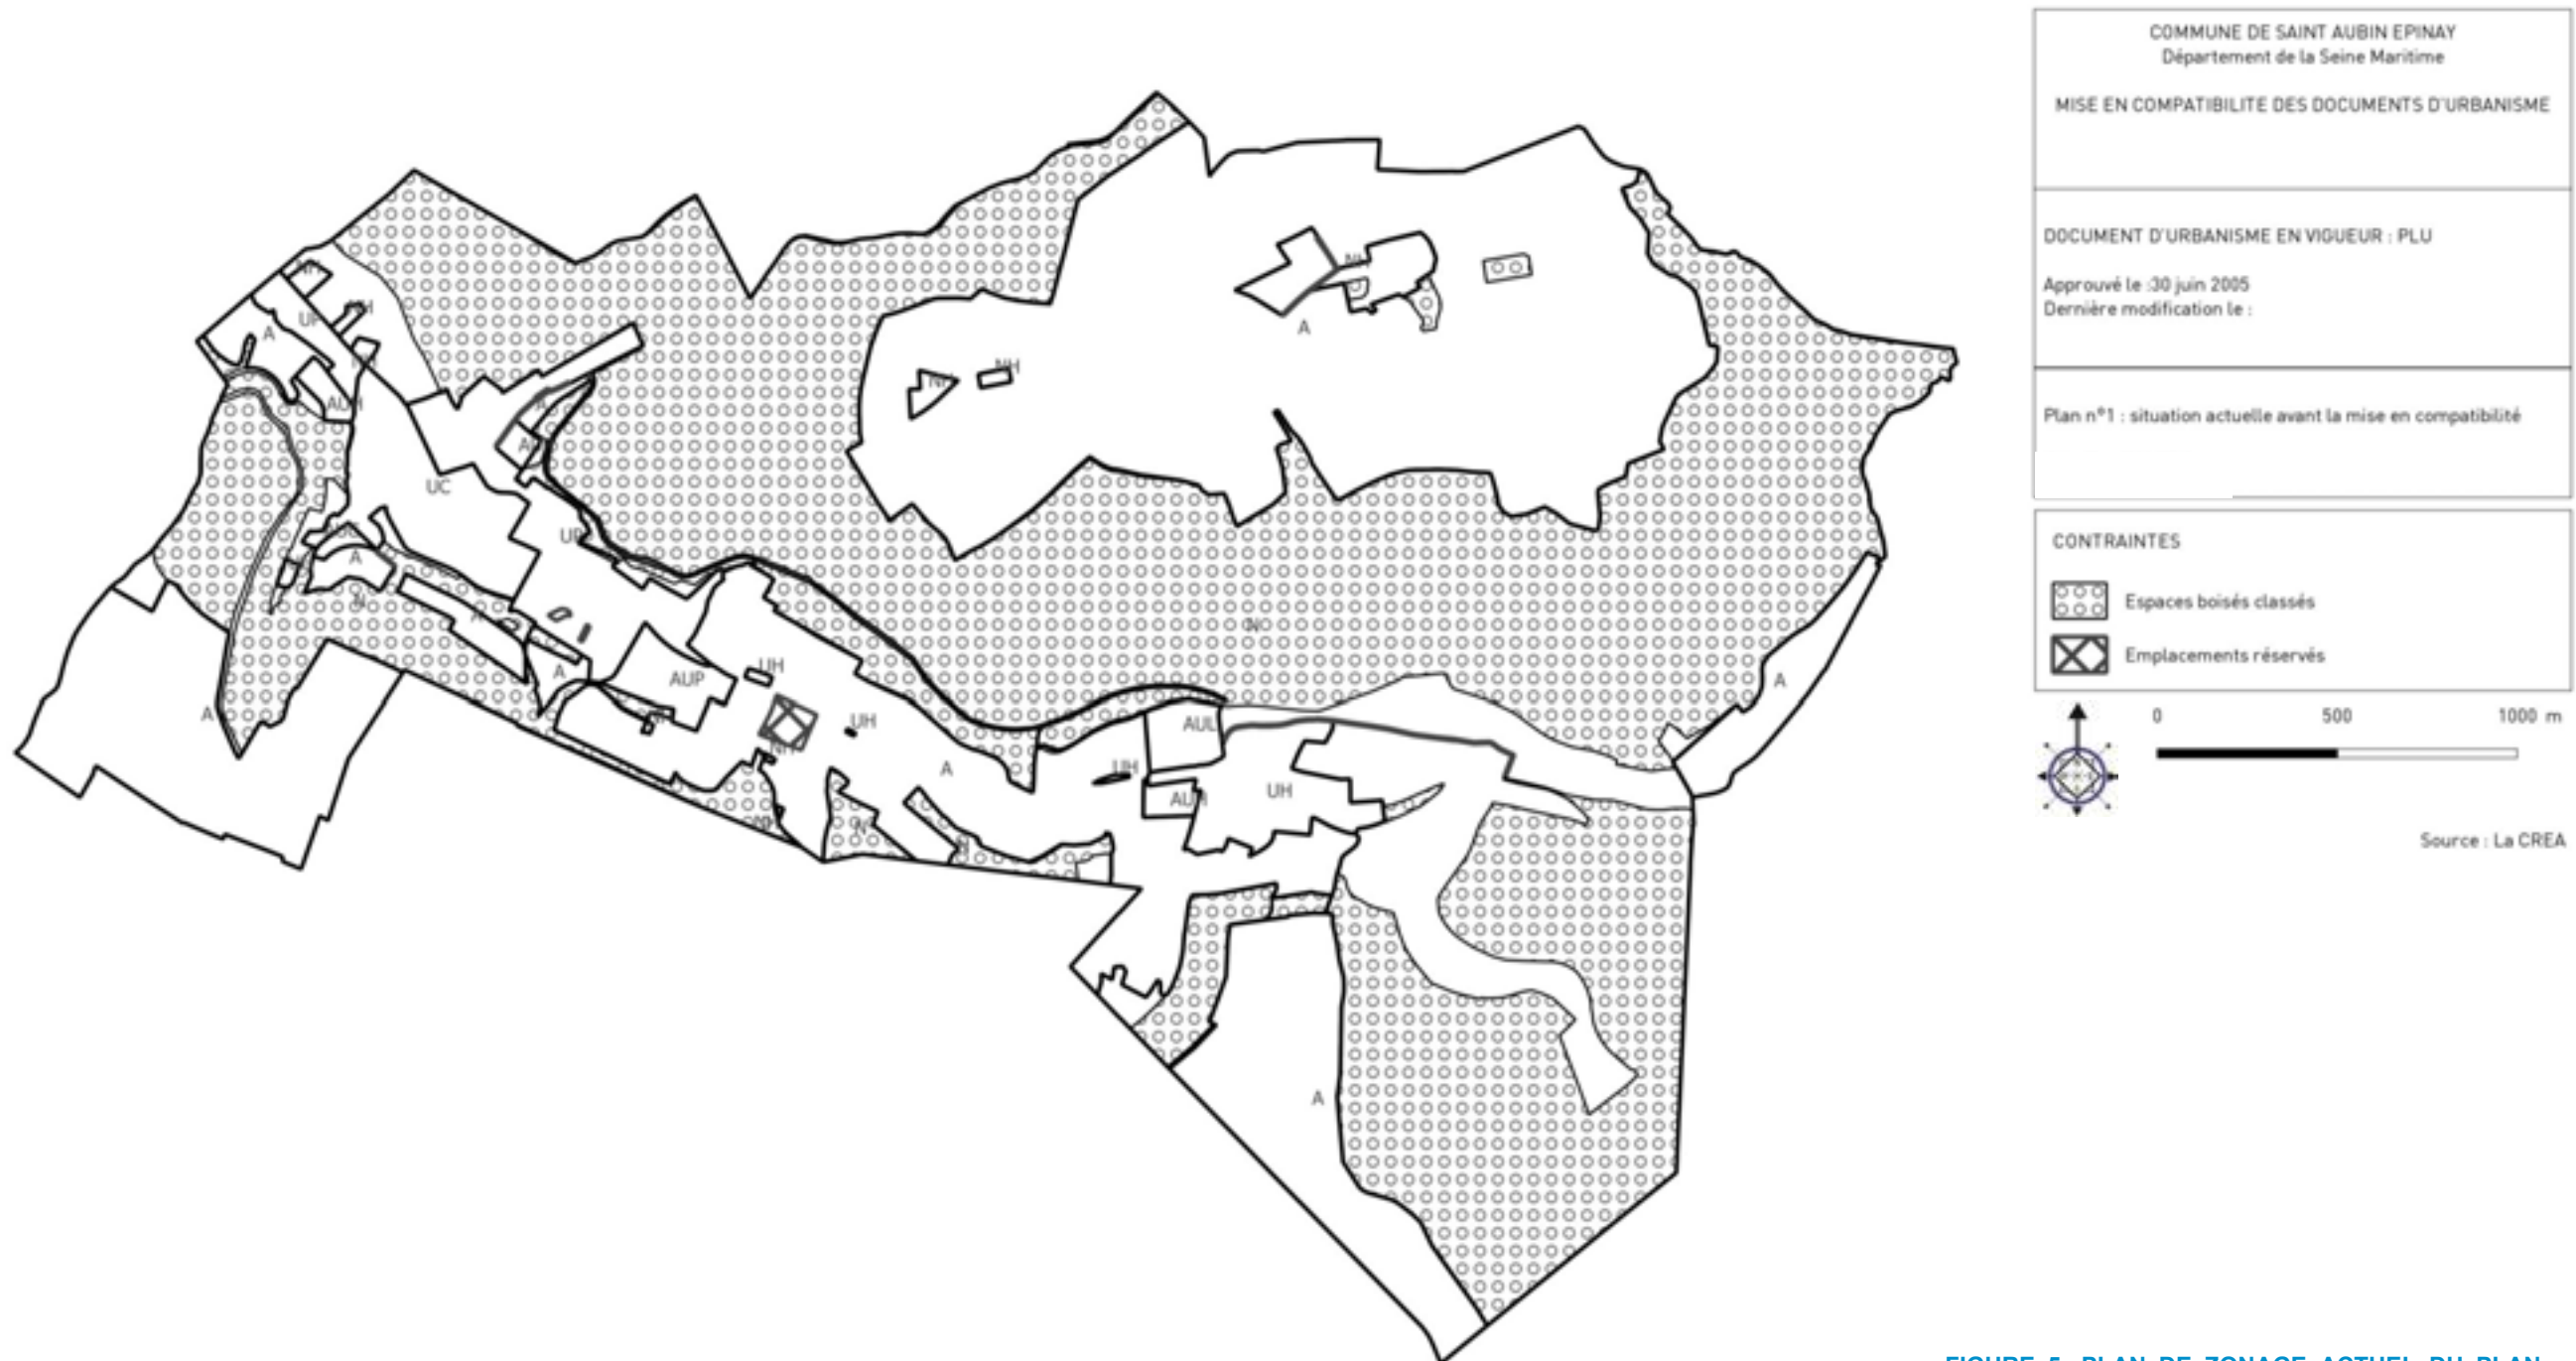 COMMUNE DE SAINT AUBIN EPINAY
Département de la Seine Maritime
MISE EN COMPATIBILITE DES DOCUMENTS D'URBANISME
DOCUMENT D'URBANISME EN VIGUEUR : PLU
Approuvé le :30 juin 2005
Dernière modification le :
Plan n°1 : situation actuelle avant la mise en compatibilité
CONTRAINTES
Espaces boisés classés
Emplacements réservés
0 500 1000 m
Source : La CREA
NH
A
NH
NH
A
UC
A
N
A
A
AUP
UH
UH
A
UH
AUL
UH
N
A
A
A